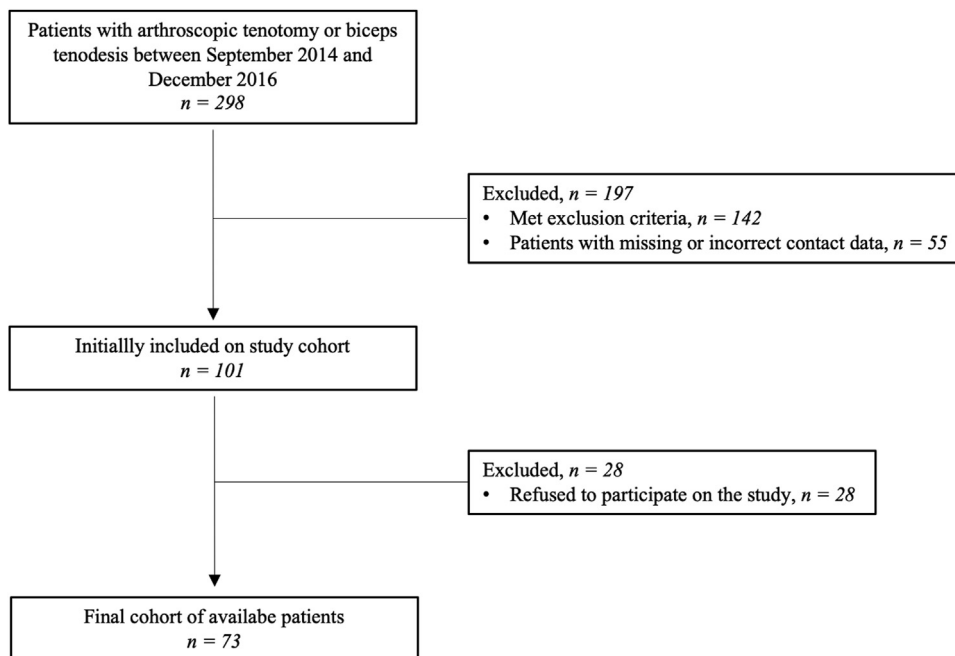 Patients with arthroscopic tenotomy or biceps
tenodesis between September 2014 and
December 2016
n = 298
Excluded, n = 197
• Met exclusion criteria, n = 142
• Patients with missing or incorrect contact data, n = 55
Initiallly included on study cohort
n = 101
Excluded, n = 28
• Refused to participate on the study, n = 28
Final cohort of availabe patients
n = 73